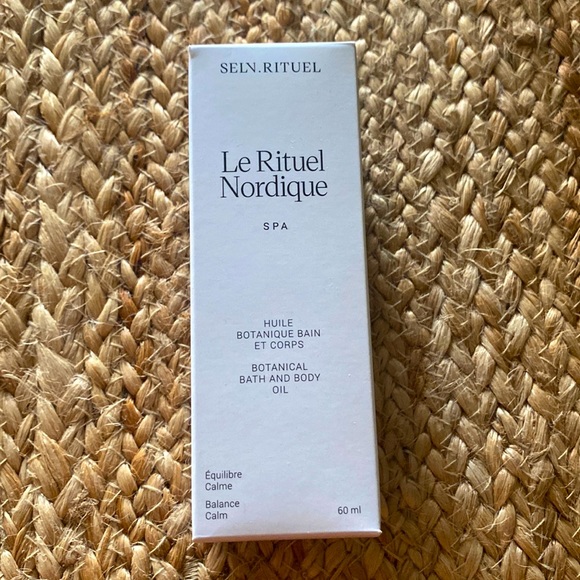 SELV.RITUEL
Le Rituel
Nordique
SPA
HUILE
BOTANIQUE BAIN
ET CORPS
BOTANICAL
BATH AND BODY
OIL
Équilibre
Calme
Balance
Calm
60 ml